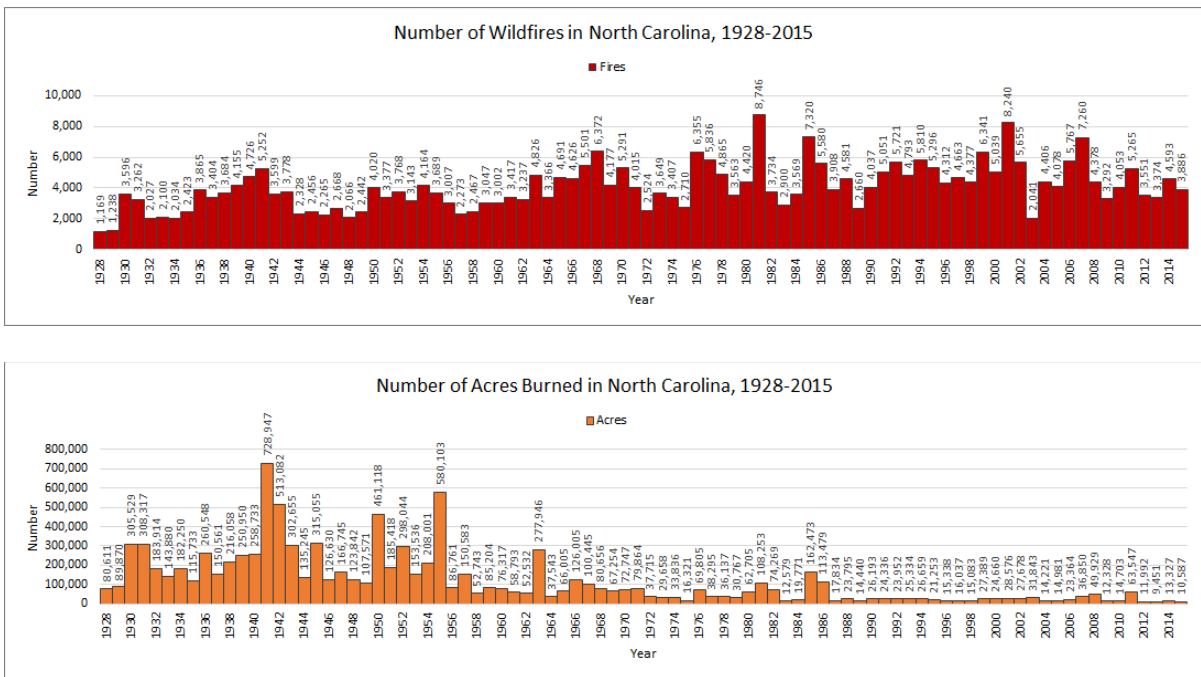 Number of Wildfires in North Carolina, 1928-2015
Fires
10,000
8,000
6,000
4,000
2,000
0
Number
1,169 1,238 3,596 3,262 2,027 2,100 2,034 2,423 3,865 3,404 3,684 4,155 4,726 5,252 3,599 3,778 2,328 2,456 2,265 2,668 2,066 2,442 4,020 3,377 3,768 3,143 4,164 3,689 3,007 2,273 2,467 3,047 3,002 3,417 3,237 4,826 3,366 4,691 4,626 5,501 6,372 4,177 5,291 4,015 2,524 3,649 3,407 2,710 6,355 5,836 4,865 3,563 4,420 8,746 3,734 2,900 3,569 7,320 5,580 3,908 4,581 2,660 4,037 5,051 5,721 4,793 5,810 5,296 4,312 4,663 4,377 6,341 5,039 8,240 5,655 2,041 4,406 4,078 5,767 7,260 4,378 3,292 4,053 5,265 3,551 3,374 4,593 3,886
1928 1930 1932 1934 1936 1938 1940 1942 1944 1946 1948 1950 1952 1954 1956 1958 1960 1962 1964 1966 1968 1970 1972 1974 1976 1978 1980 1982 1984 1986 1988 1990 1992 1994 1996 1998 2000 2002 2004 2006 2008 2010 2012 2014
Year
Number of Acres Burned in North Carolina, 1928-2015
Acres
800,000
700,000
600,000
500,000
400,000
300,000
200,000
100,000
0
Number
80,611 89,870 305,529 308,317 183,914 143,880 182,250 115,733 260,548 150,561 216,058 250,950 258,733 728,947 513,082 302,655 135,245 315,055 126,630 166,745 123,842 107,571 461,118 185,418 298,044 153,536 208,001 580,103 86,761 150,583 52,743 85,204 76,317 58,793 52,532 277,946 37,543 66,005 126,005 100,445 80,656 67,254 72,747 79,864 37,715 29,658 33,836 16,321 69,805 38,295 36,137 30,767 62,705 108,253 74,269 12,579 19,771 162,473 113,479 17,834 23,795 14,440 26,193 24,336 23,952 25,334 26,659 21,253 15,338 16,037 15,083 27,389 24,660 28,576 27,678 31,843 14,221 14,981 23,364 36,850 49,929 12,328 14,703 63,547 11,992 9,451 13,327 10,587
1928 1930 1932 1934 1936 1938 1940 1942 1944 1946 1948 1950 1952 1954 1956 1958 1960 1962 1964 1966 1968 1970 1972 1974 1976 1978 1980 1982 1984 1986 1988 1990 1992 1994 1996 1998 2000 2002 2004 2006 2008 2010 2012 2014
Year